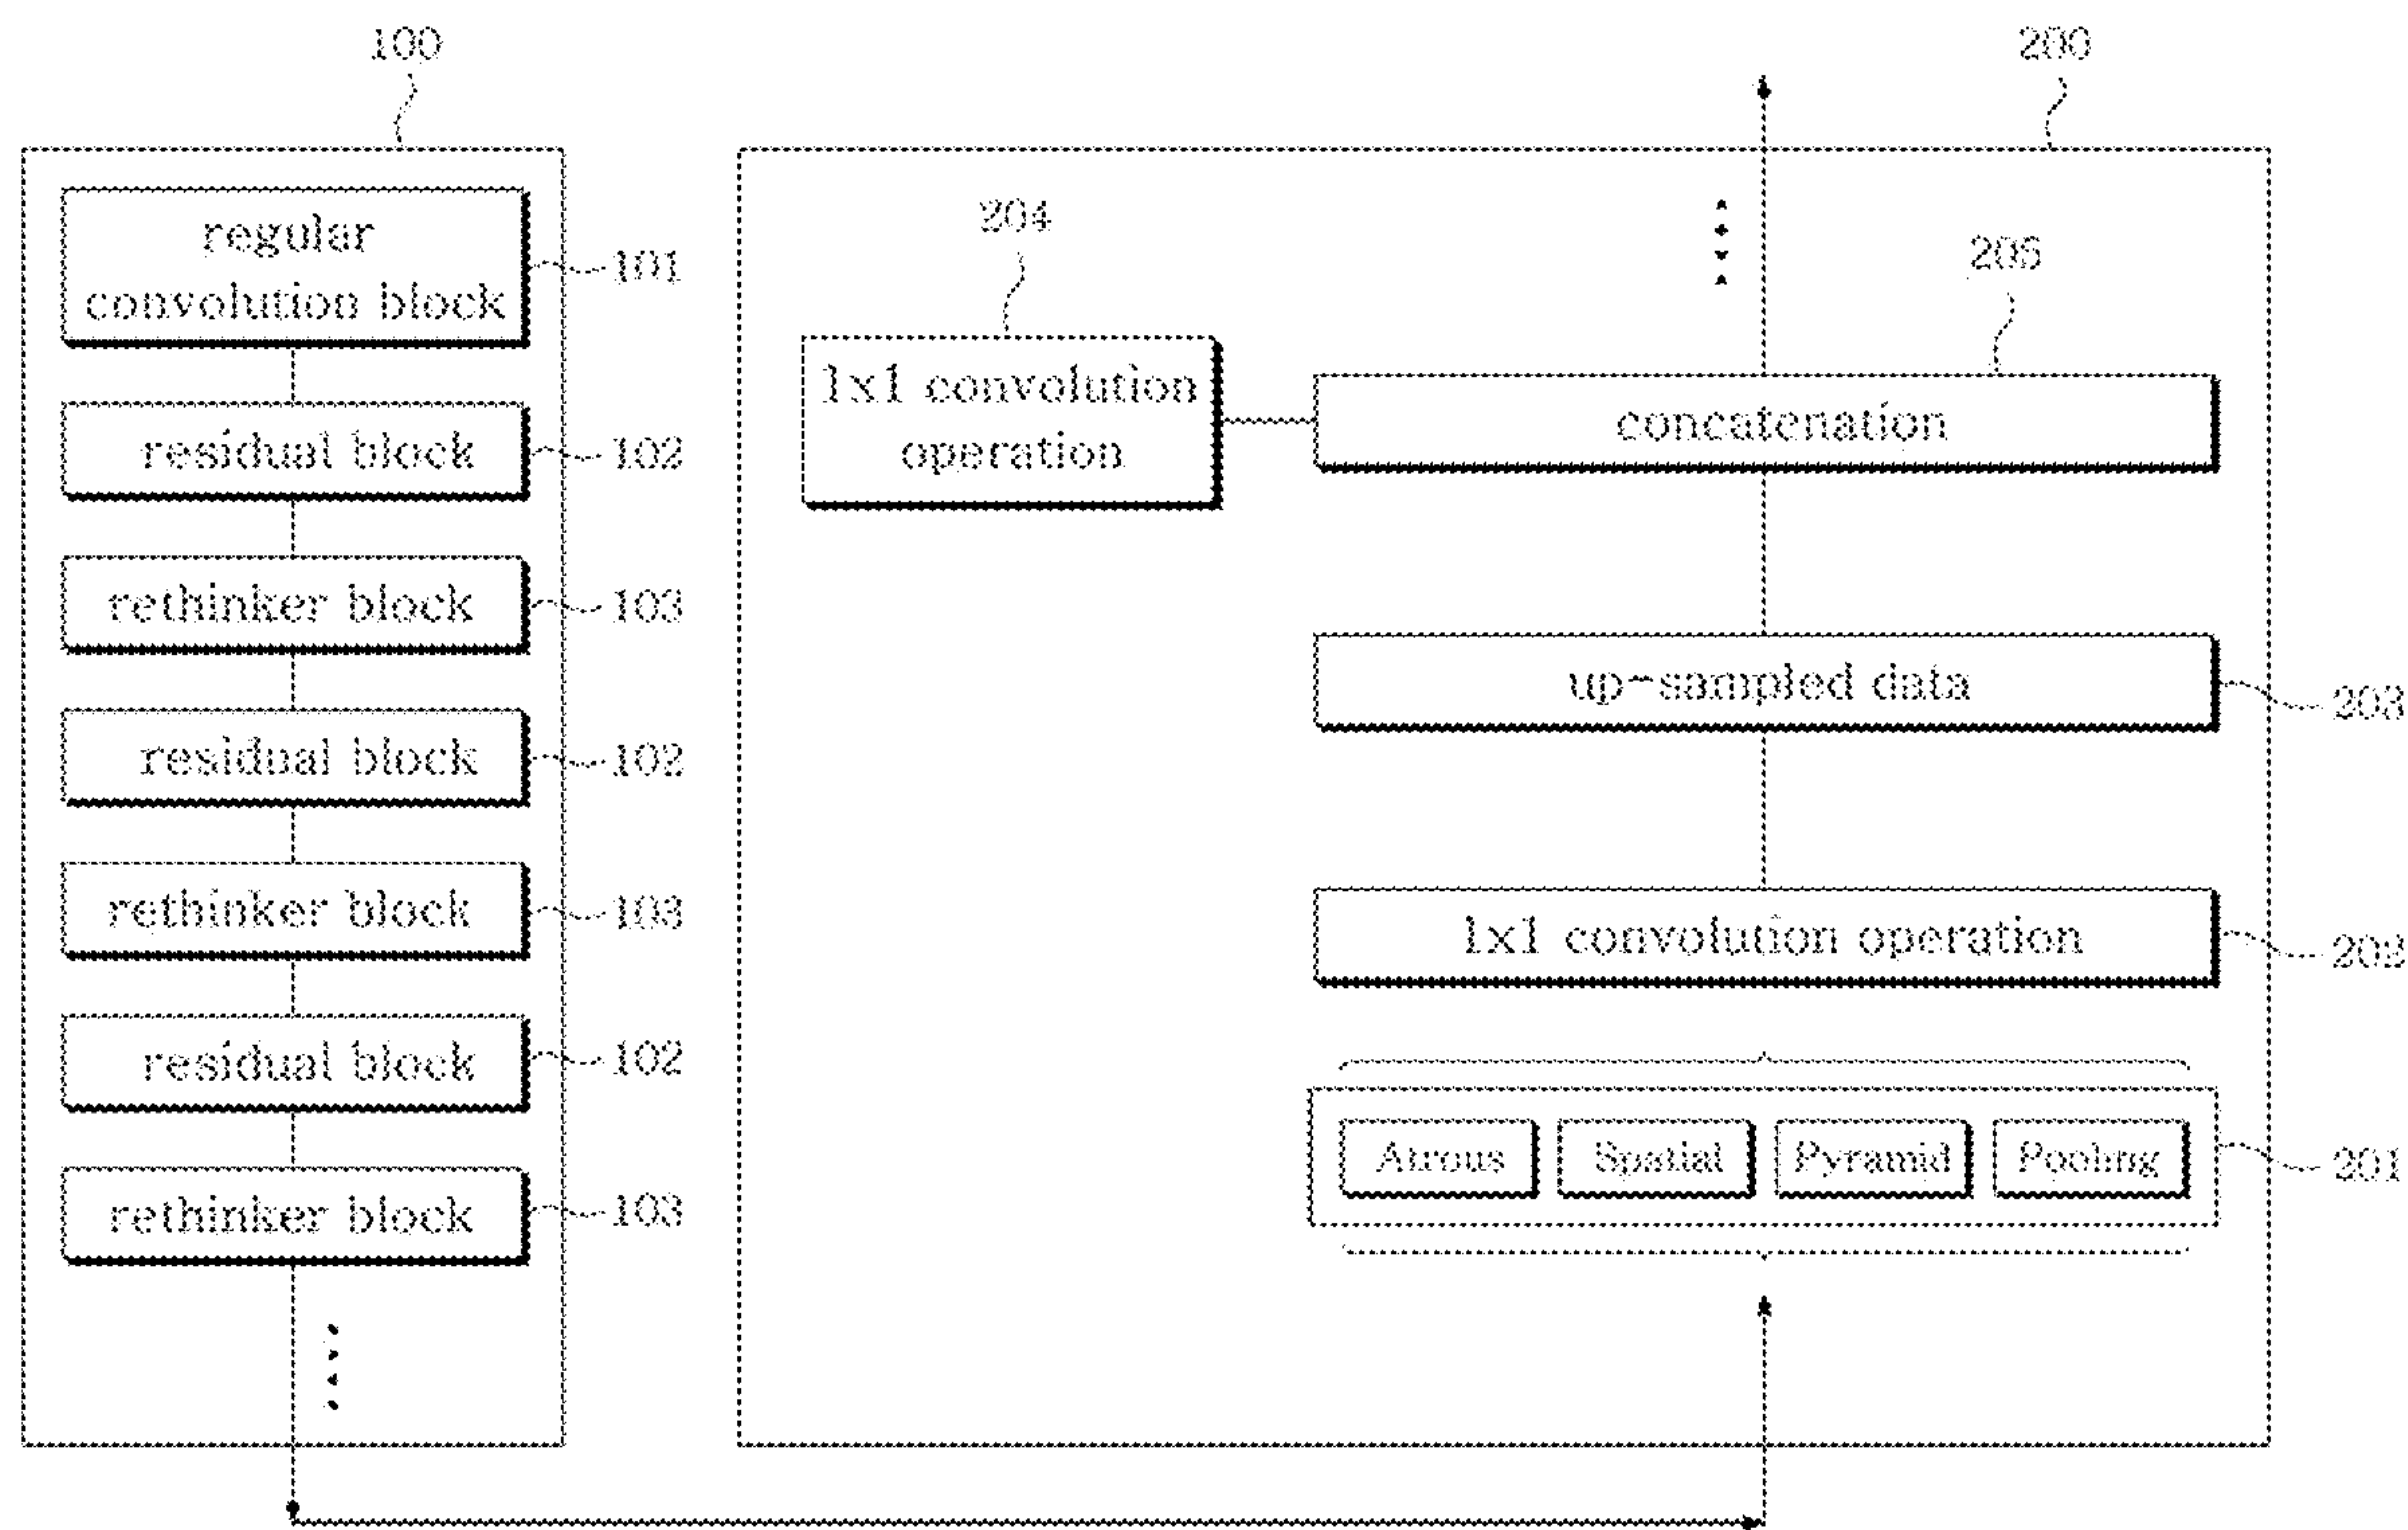 100
200
regular
convolution block
101
residual block
102
rethinker block
103
residual block
102
rethinker block
103
residual block
102
rethinker block
103
204
205
1x1 convolution
operation
concatenation
up-sampled data
203
1x1 convolution operation
202
Atrous Spatial Pyramid Pooling
201